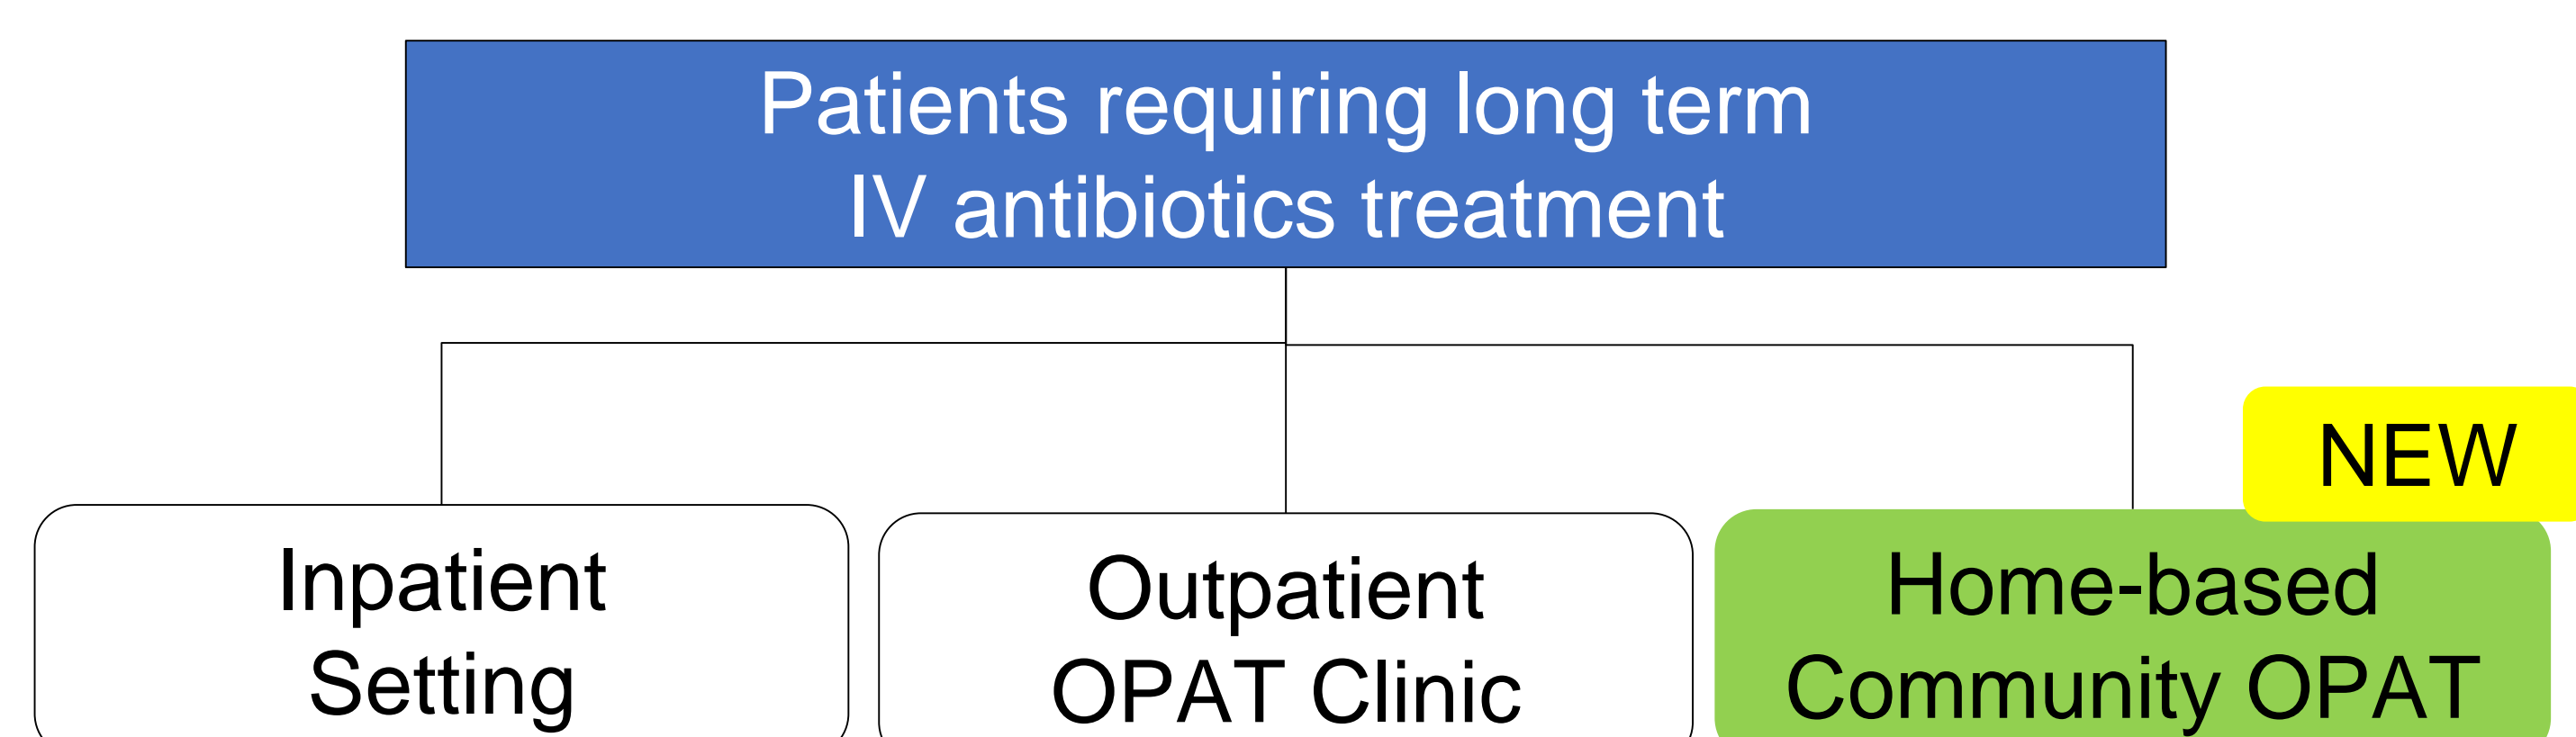 Patients requiring long term
IV antibiotics treatment
NEW
Inpatient
Setting
Outpatient
OPAT Clinic
Home-based
Community OPAT